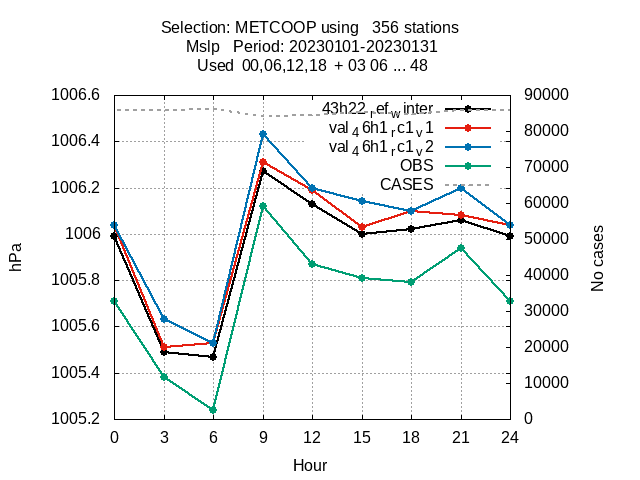 Selection: METCOOP using   356 stations
Mslp   Period: 20230101-20230131
Used  00,06,12,18  + 03 06 ... 48
1006.6
1006.4
1006.2
1006
1005.8
1005.6
1005.4
1005.2
hPa
43h22ref_winter
val46h1rc1v1
val46h1rc1v2
OBS
CASES
90000
80000
70000
60000
50000
40000
30000
20000
10000
0
No cases
0 3 6 9 12 15 18 21 24
Hour